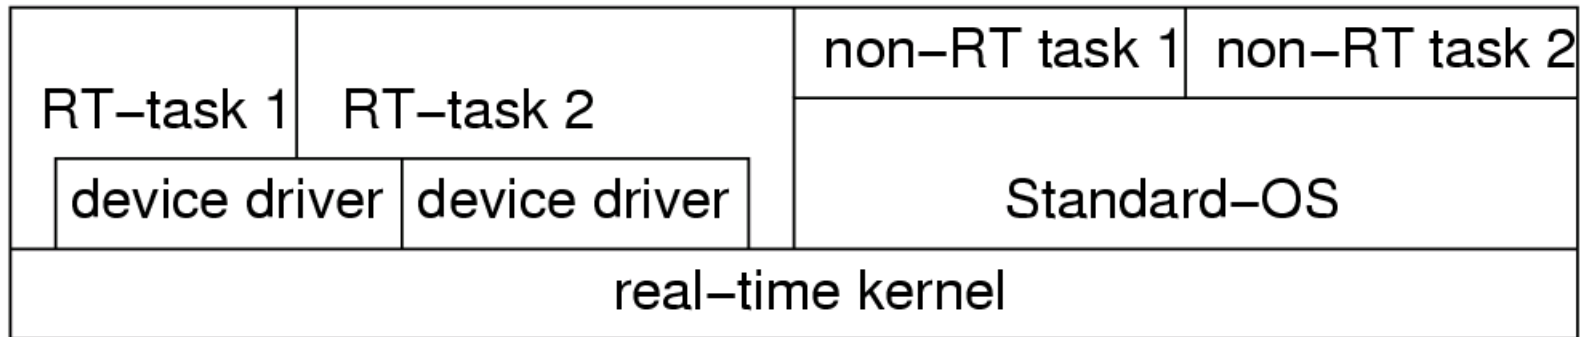 non−RT task 1
non−RT task 2
RT−task 1
RT−task 2
device driver
device driver
Standard−OS
real−time kernel